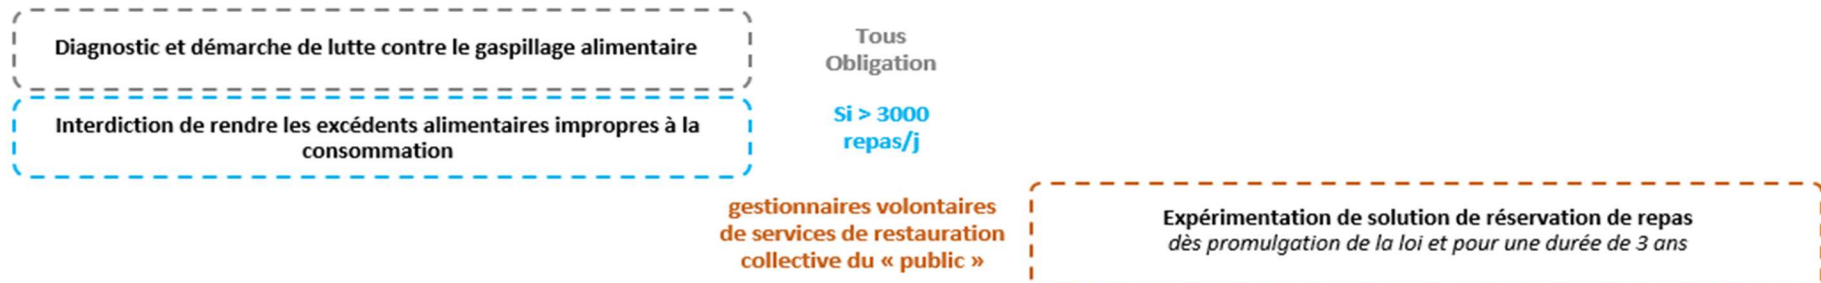 Diagnostic et démarche de lutte contre le gaspillage alimentaire
Tous
Obligation
Interdiction de rendre les excédents alimentaires impropres à la
consommation
Si > 3000
repas/j
gestionnaires volontaires
de services de restauration
collective du « public »
Expérimentation de solution de réservation de repas
dès promulgation de la loi et pour une durée de 3 ans